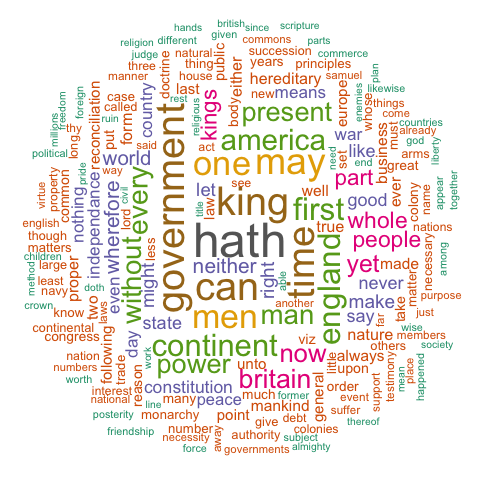 hands british since scripture
religion different given commons parts
judge natural public succession commerce
three thing years principles plan
manner doctrine house either hereditary samuel
foreign case last kings means new enemies likewise
freedom called rest body europe whose things
millions reconciliation form religious act present war business come countries
thy put country said america set must already god
long world way one may like arms liberty
political nothing let see need end part ever great
pride law king well good colony name appear together
property common independance wherefore every civil lord title hath first true whole people nations
virtue without government can time england yet among
english though even might less neither right able never made necessary
matters proper doth men another man make matter purpose
children large day state continent far say take just
method least two laws power unto now viz nature others wise members
crown navy know following work constitution britain little always upon society
continental congress trade reason peace much former general order testimony place happened
nation interest many mankind event support mean
numbers national line monarchy point give debt suffer
worth posterity number away authority colonies thereof
friendship necessity subject
force governments almighty
ruin